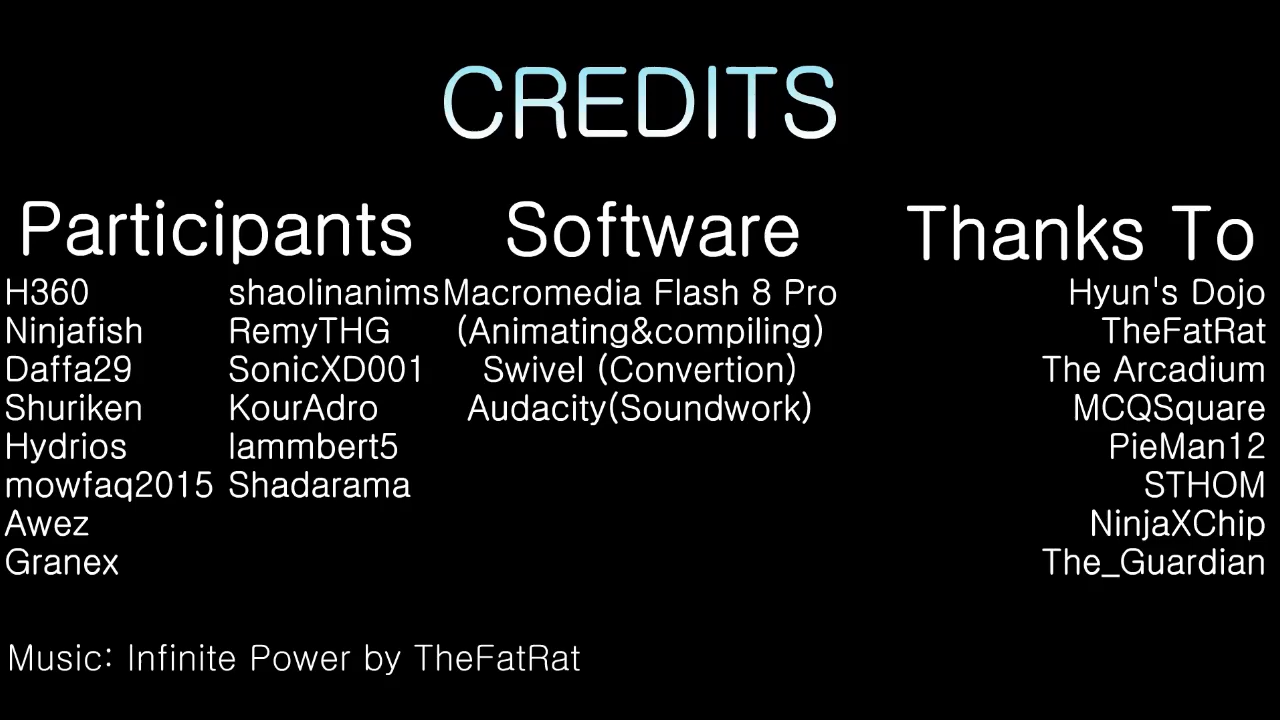 CREDITS
Participants
H360
Ninjafish
Daffa29
Shuriken
Hydrios
mowfaq2015
Awez
Granex
shaolinanims
RemyTHG
SonicXD001
KourAdro
lammbert5
Shadarama
Software
Macromedia Flash 8 Pro
(Animating&compiling)
Swivel (Convertion)
Audacity(Soundwork)
Thanks To
Hyun's Dojo
TheFatRat
The Arcadium
MCQSquare
PieMan12
STHOM
NinjaXChip
The_Guardian
Music: Infinite Power by TheFatRat